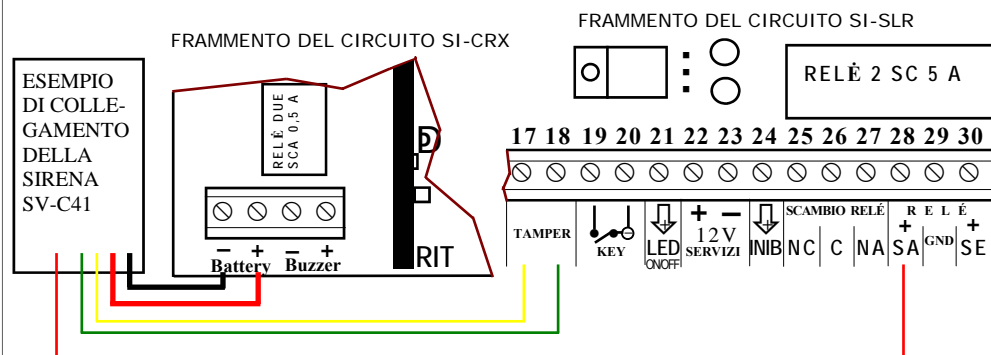 FRAMMENTO DEL CIRCUITO SI-SLR
FRAMMENTO DEL CIRCUITO SI-CRX
ESEMPIO
DI COLLE-
GAMENTO
DELLA
SIRENA
SV-C41
RELÈ DUE
SCA 0,5 A
D
RIT
– + – +
Battery Buzzer
RELÈ 2 SC 5 A
17 18 19 20 21 22 23 24 25 26 27 28 29 30
TAMPER
KEY
LED
ON/OFF
+ –
12V
SERVIZI
INIB
SCAMBIO RELÉ
NC C NA
RELÉ
+ +
SA GND SE